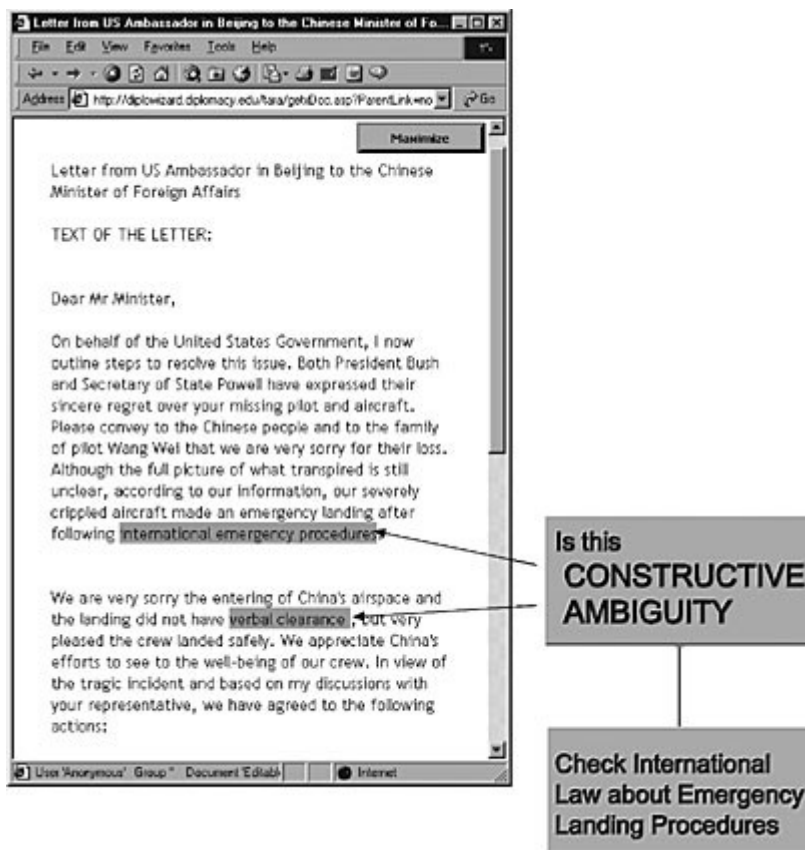 Letter from US Ambassador in Beijing to the Chinese Minister of Fo...
File Edit View Favorites Tools Help
Address http://diplowizard.diplomacy.edu/tara/getxDoc.asp?ParentLink=no Go
Maximize
Letter from US Ambassador in Beijing to the Chinese
Minister of Foreign Affairs
TEXT OF THE LETTER:
Dear Mr Minister,
On behalf of the United States Government, I now
outline steps to resolve this issue. Both President Bush
and Secretary of State Powell have expressed their
sincere regret over your missing pilot and aircraft.
Please convey to the Chinese people and to the family
of pilot Wang Wei that we are very sorry for their loss.
Although the full picture of what transpired is still
unclear, according to our information, our severely
crippled aircraft made an emergency landing after
following international emergency procedures
We are very sorry the entering of China's airspace and
the landing did not have verbal clearance , but very
pleased the crew landed safely. We appreciate China's
efforts to see to the well-being of our crew. In view of
the tragic incident and based on my discussions with
your representative, we have agreed to the following
actions:
User 'Anonymous' Group '' Document 'Editabl Internet
Is this
CONSTRUCTIVE
AMBIGUITY
Check International
Law about Emergency
Landing Procedures